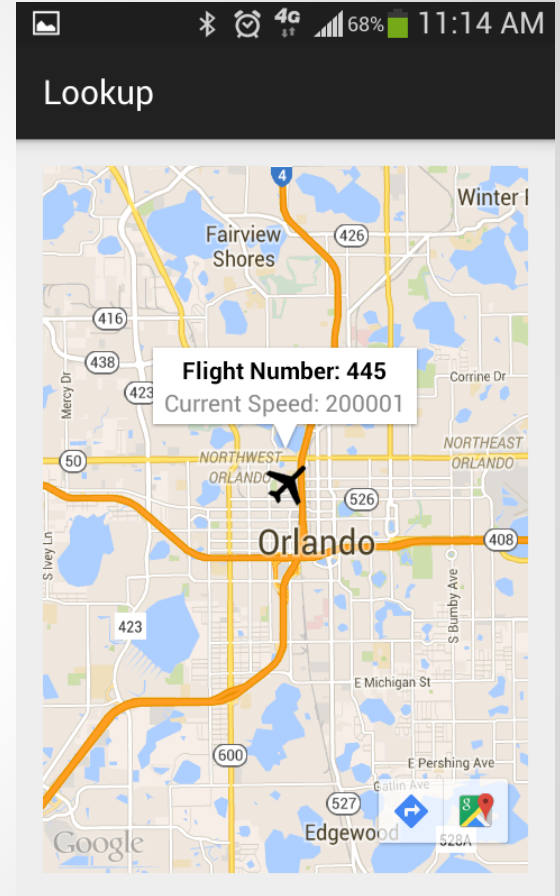 4G 68% 11:14 AM
Lookup
4
Winter
Fairview
Shores
426
416
438
Mercy Dr
423
Flight Number: 445
Current Speed: 200001
Corrine Dr
50
NORTHWEST
ORLANDO
NORTHEAST
ORLANDO
526
Orlando
408
S Ivey Ln
S Bumby Ave
423
E Michigan St
600
E Pershing Ave
Gatlin Ave
527
Edgewood
528A
Google
8